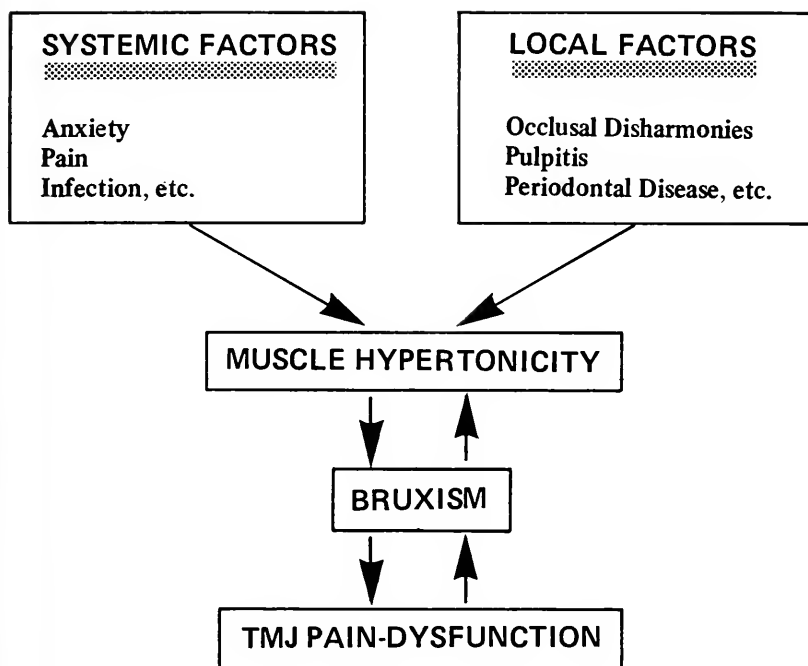 SYSTEMIC FACTORS
Anxiety
Pain
Infection, etc.
LOCAL FACTORS
Occlusal Disharmonies
Pulpitis
Periodontal Disease, etc.
MUSCLE HYPERTONICITY
BRUXISM
TMJ PAIN-DYSFUNCTION